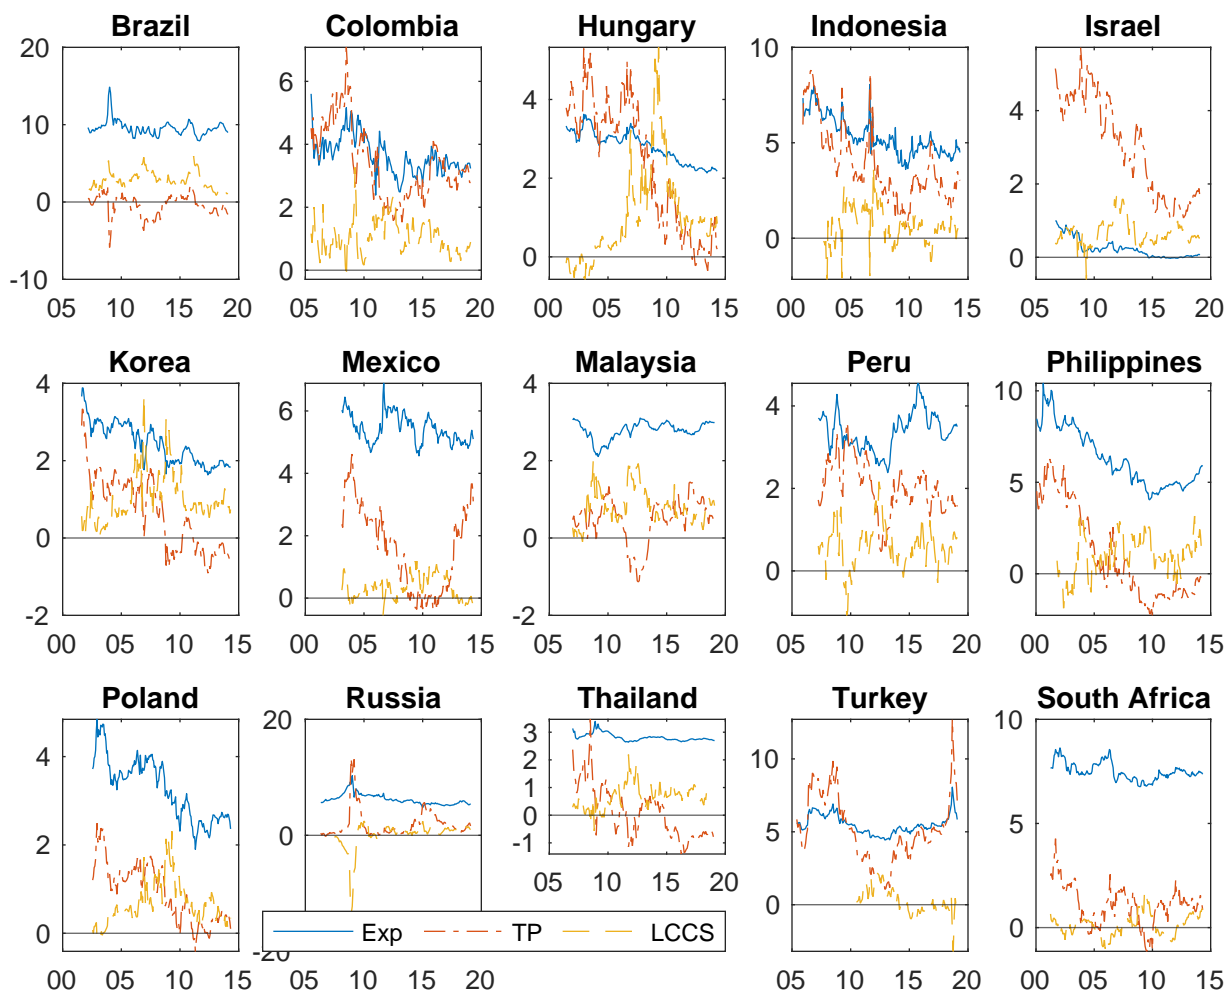 Brazil Colombia Hungary Indonesia Israel
20
10
0
-10
05 10 15 20
6
4
2
0
05 10 15 20
4
2
0
00 05 10 15
10
5
0
00 05 10 15
4
2
0
05 10 15 20
Korea Mexico Malaysia Peru Philippines
4
2
0
-2
00 05 10 15
6
4
2
0
00 05 10 15
4
2
0
-2
05 10 15 20
4
2
0
05 10 15 20
10
5
0
00 05 10 15
Poland Russia Thailand Turkey South Africa
4
2
0
00 05 10 15
20
0
-20
05 10 15 20
3
2
1
0
-1
05 10 15 20
10
5
0
05 10 15 20
10
5
0
00 05 10 15
Exp TP LCCS